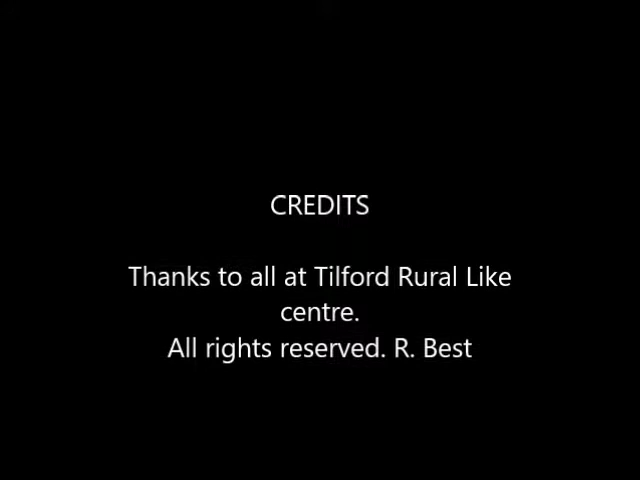 CREDITS
Thanks to all at Tilford Rural Like
centre.
All rights reserved. R. Best